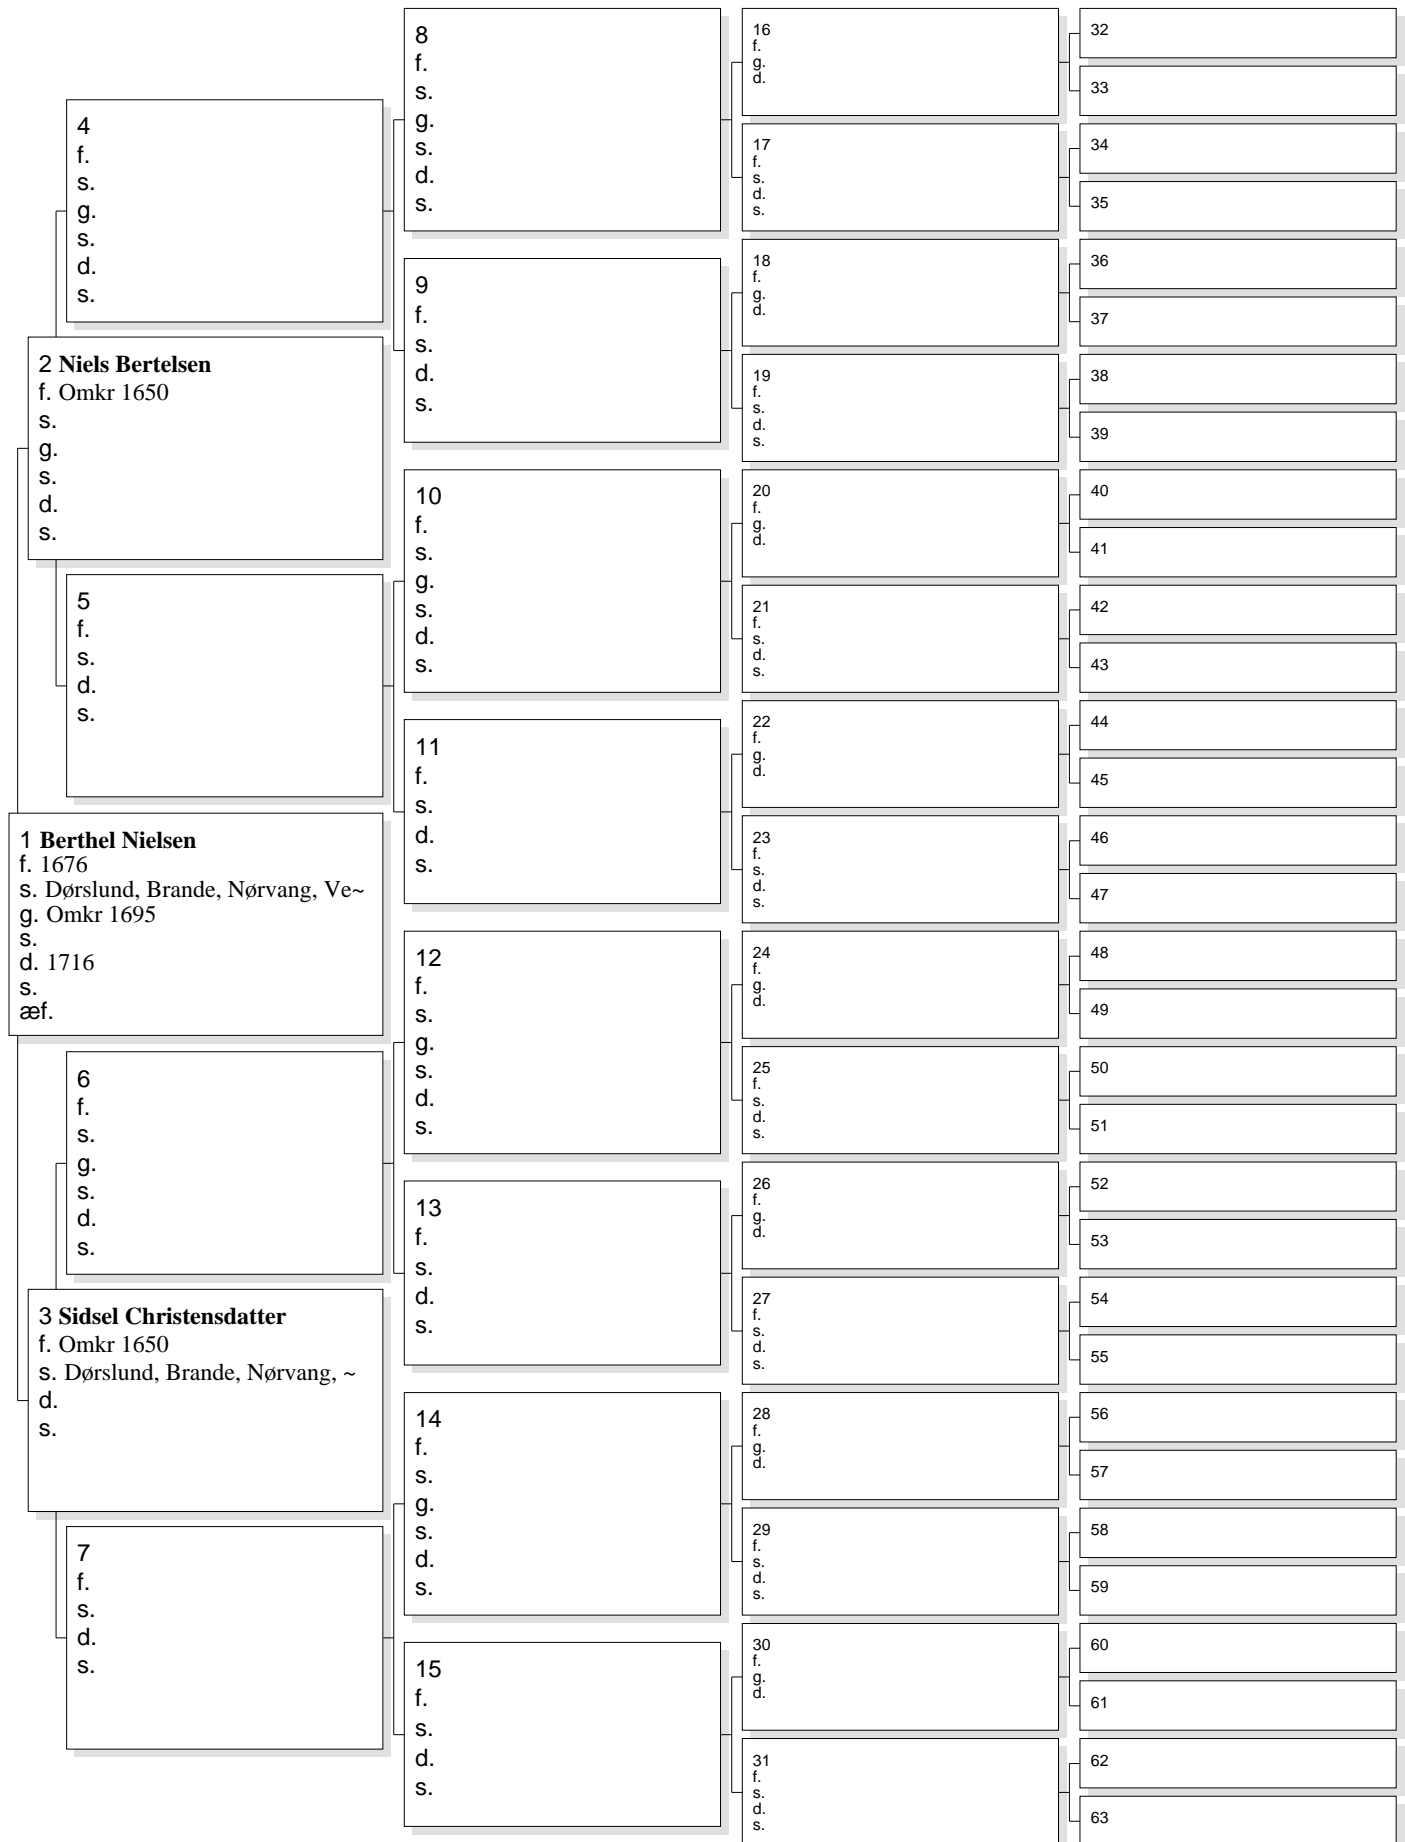 1 Berthel Nielsen
f. 1676
s. Dørslund, Brande, Nørvang, Ve~
g. Omkr 1695
s.
d. 1716
s.
æf.
2 Niels Bertelsen
f. Omkr 1650
s.
g.
s.
d.
s.
3 Sidsel Christensdatter
f. Omkr 1650
s. Dørslund, Brande, Nørvang, ~
d.
s.
4
f.
s.
g.
s.
d.
s.
5
f.
s.
d.
s.
6
f.
s.
g.
s.
d.
s.
7
f.
s.
d.
s.
8
f.
s.
g.
s.
d.
s.
9
f.
s.
d.
s.
10
f.
s.
g.
s.
d.
s.
11
f.
s.
d.
s.
12
f.
s.
g.
s.
d.
s.
13
f.
s.
d.
s.
14
f.
s.
g.
s.
d.
s.
15
f.
s.
d.
s.
16
f.
g.
d.
17
f.
s.
d.
s.
18
f.
g.
d.
19
f.
s.
d.
s.
20
f.
g.
d.
21
f.
s.
d.
s.
22
f.
g.
d.
23
f.
s.
d.
s.
24
f.
g.
d.
25
f.
s.
d.
s.
26
f.
g.
d.
27
f.
s.
d.
s.
28
f.
g.
d.
29
f.
s.
d.
s.
30
f.
g.
d.
31
f.
s.
d.
s.
32
33
34
35
36
37
38
39
40
41
42
43
44
45
46
47
48
49
50
51
52
53
54
55
56
57
58
59
60
61
62
63